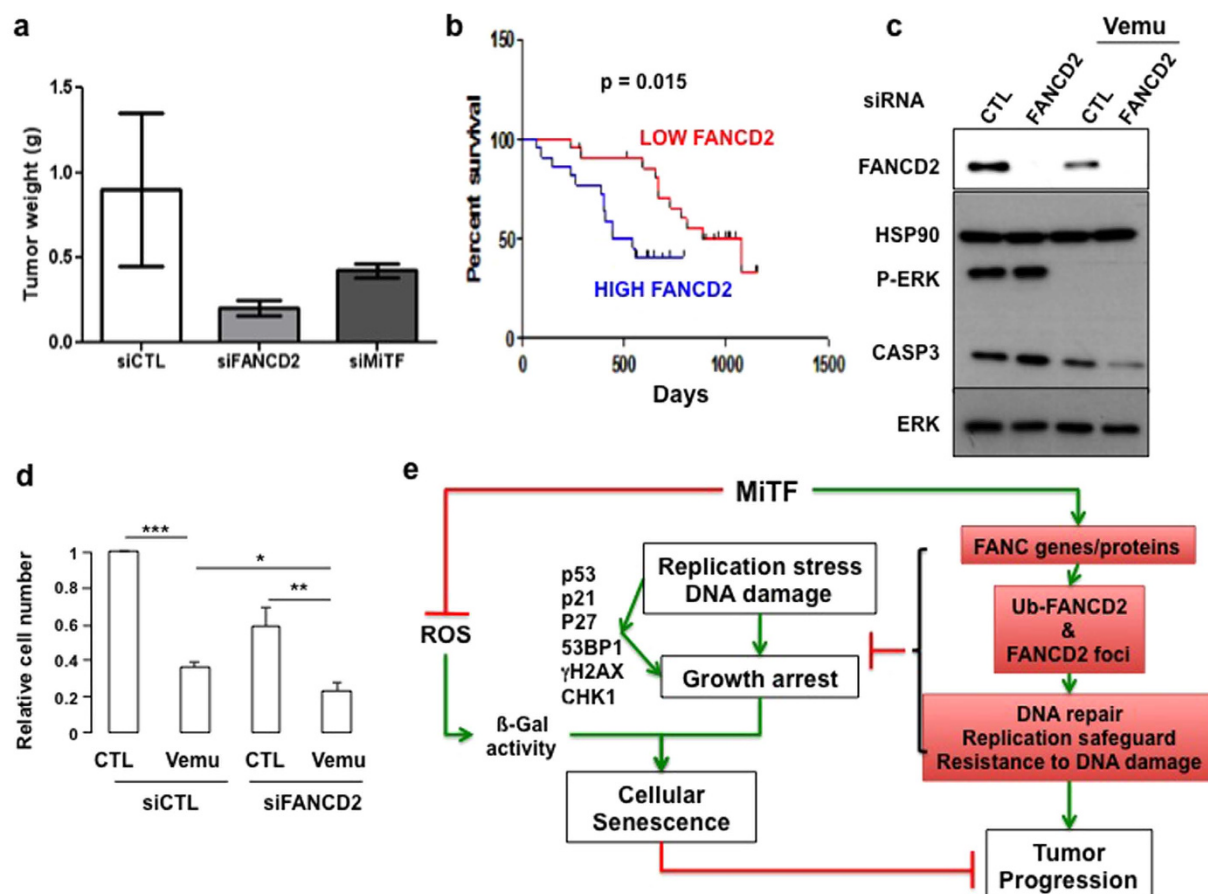 a
Tumor weight (g)
1.5
1.0
0.5
0.0
siCTL
siFANCD2
siMiTF
b
Percent survival
150
100
50
0
p = 0.015
LOW FANCD2
HIGH FANCD2
0
500
1000
1500
Days
c
Vemu
siRNA
CTL
FANCD2
CTL
FANCD2
FANCD2
HSP90
P-ERK
CASP3
ERK
d
Relative cell number
1
0.8
0.6
0.4
0.2
0
***
*
**
CTL
Vemu
CTL
Vemu
siCTL
siFANCD2
e
MiTF
ROS
p53
p21
P27
53BP1
γH2AX
CHK1
Replication stress
DNA damage
Growth arrest
ß-Gal
activity
Cellular
Senescence
FANC genes/proteins
Ub-FANCD2
&
FANCD2 foci
DNA repair
Replication safeguard
Resistance to DNA damage
Tumor
Progression